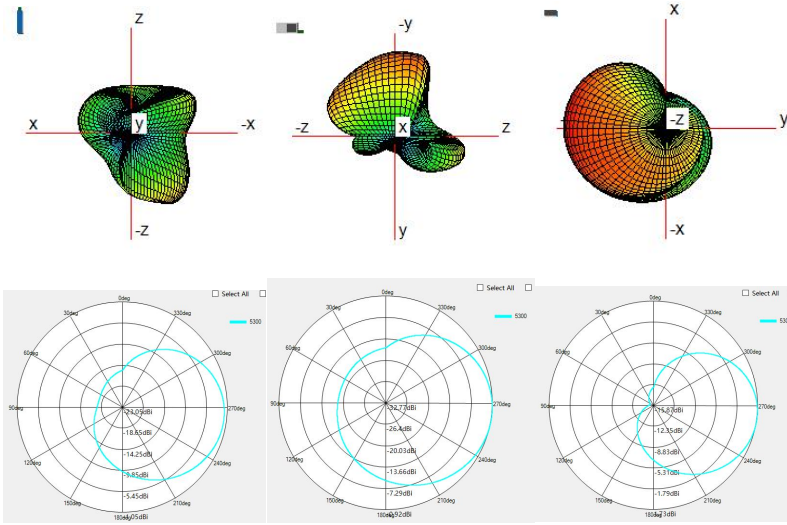 z
x
y
-x
-z
-y
-z
x
z
y
x
-z
y
-x
Select All
5300
0deg
30deg
330deg
60deg
300deg
90deg
270deg
120deg
240deg
210deg
-23.05dBi
-18.65dBi
-14.25dBi
-9.85dBi
-5.45dBi
Select All
5300
0deg
30deg
330deg
60deg
300deg
90deg
270deg
120deg
240deg
150deg
210deg
-32.77dBi
-26.4dBi
-20.03dBi
-13.66dBi
-7.29dBi
Select All
0deg
30deg
330deg
60deg
300deg
90deg
270deg
120deg
240deg
150deg
210deg
-15.87dBi
-12.35dBi
-8.83dBi
-5.31dBi
-1.79dBi